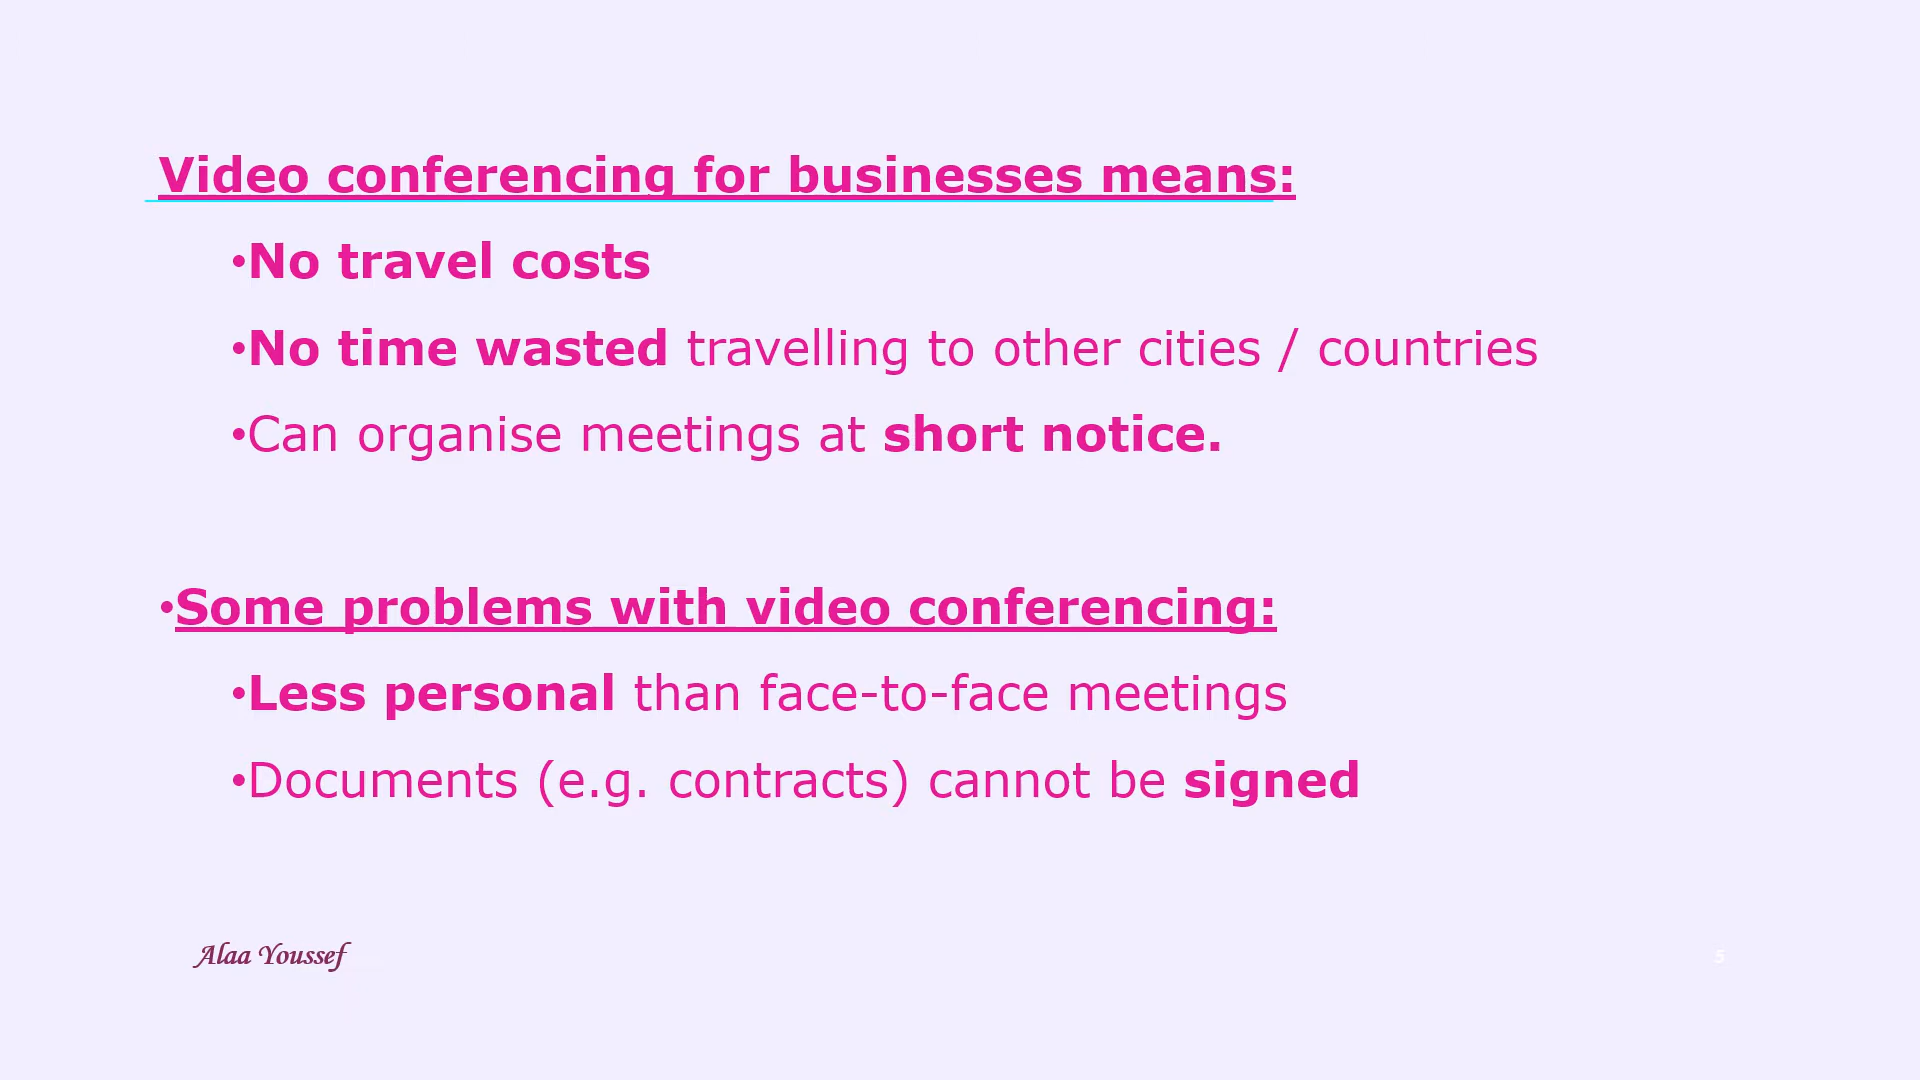 Video conferencing for businesses means:
•No travel costs
•No time wasted travelling to other cities / countries
•Can organise meetings at short notice.
•Some problems with video conferencing:
•Less personal than face-to-face meetings
•Documents (e.g. contracts) cannot be signed
Alaa Youssef
5